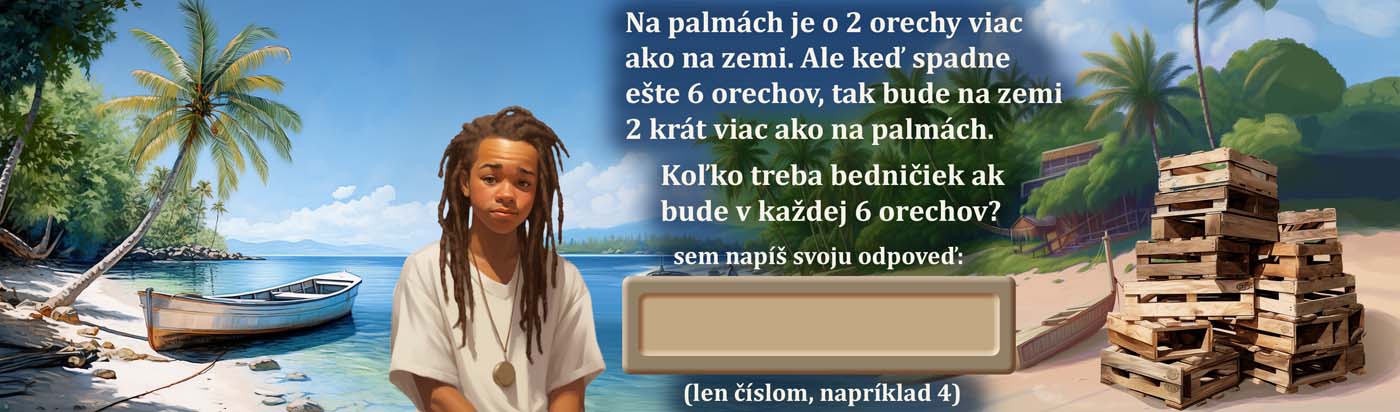 Na palmách je o 2 orechy viac
ako na zemi. Ale keď spadne
ešte 6 orechov, tak bude na zemi
2 krát viac ako na palmách.
Koľko treba bedničiek ak
bude v každej 6 orechov?
sem napíš svoju odpoveď:
(len číslom, napríklad 4)